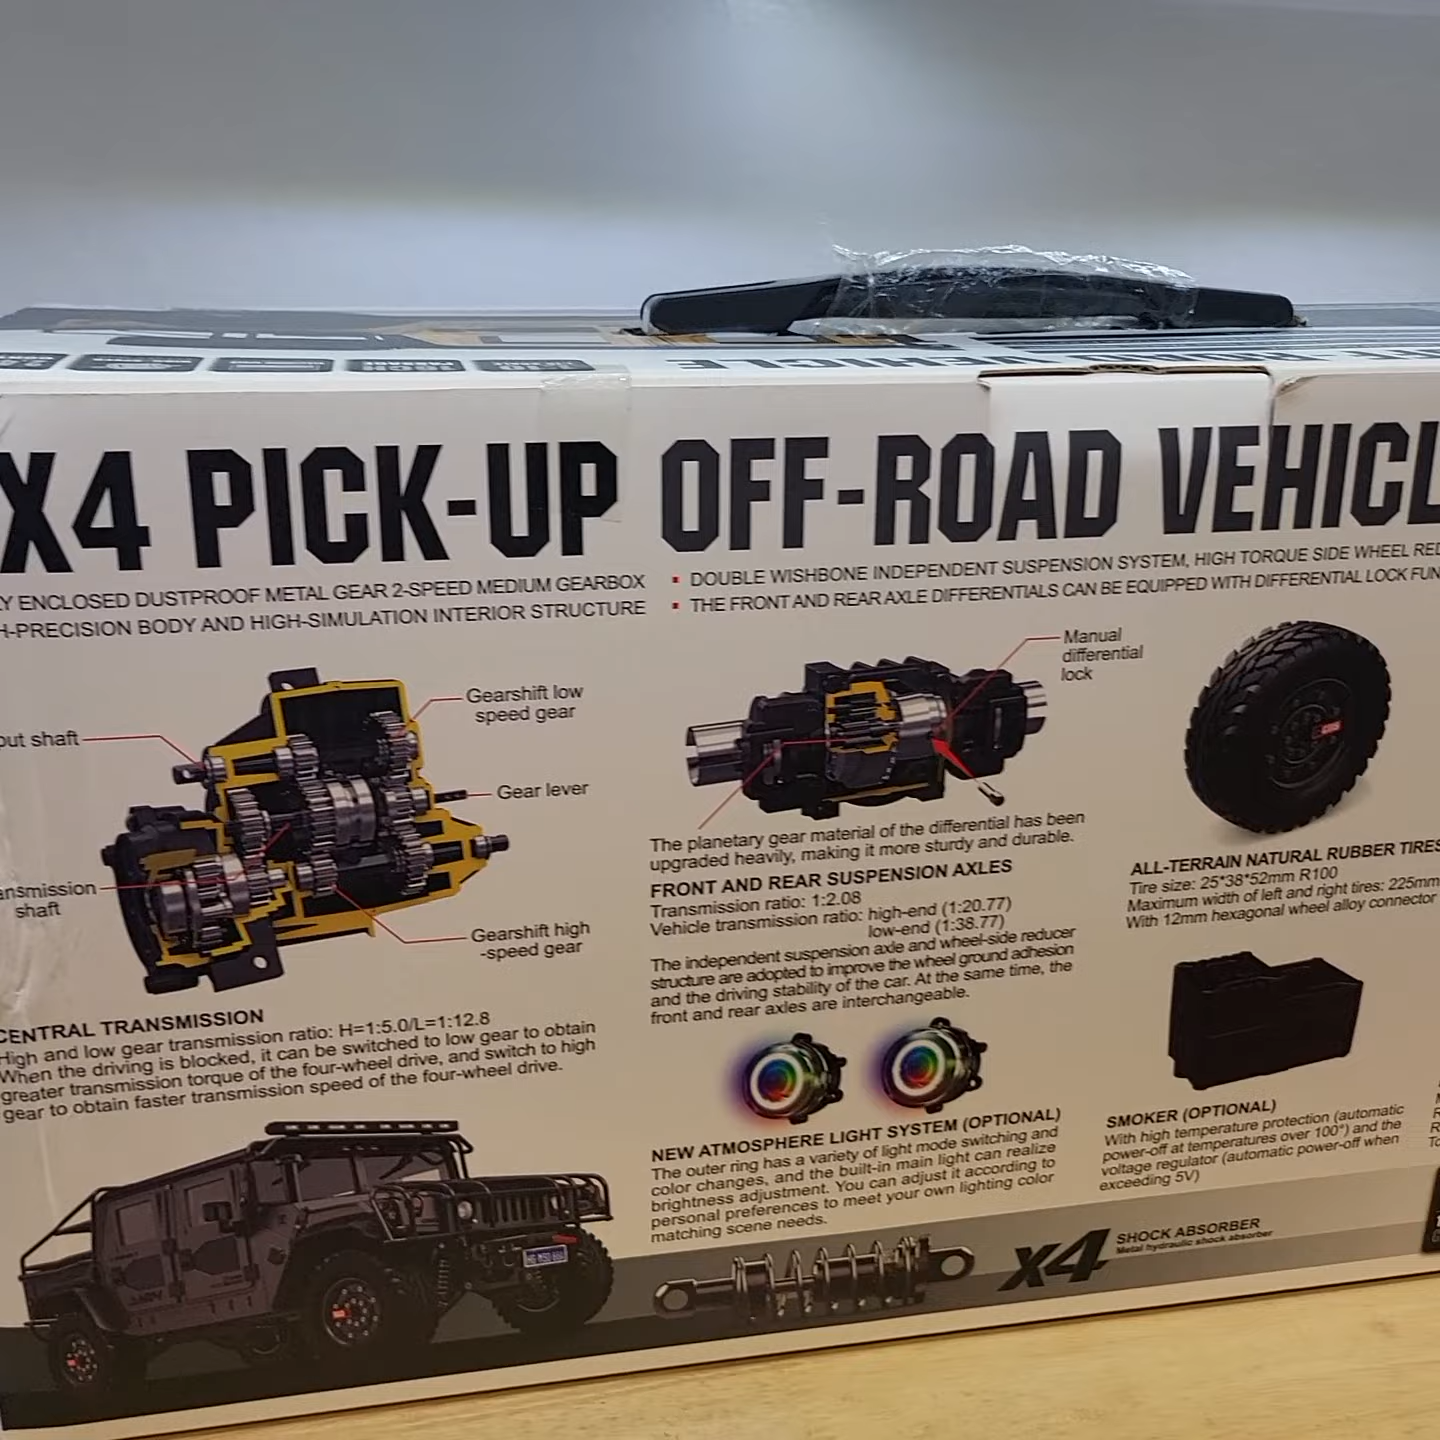 VEHICLE
X4 PICK-UP OFF-ROAD VEHICL
Y ENCLOSED DUSTPROOF METAL GEAR 2-SPEED MEDIUM GEARBOX
H-PRECISION BODY AND HIGH-SIMULATION INTERIOR STRUCTURE
DOUBLE WISHBONE INDEPENDENT SUSPENSION SYSTEM, HIGH TORQUE SIDE WHEEL RED
THE FRONT AND REAR AXLE DIFFERENTIALS CAN BE EQUIPPED WITH DIFFERENTIAL LOCK FUN
Gearshift low
speed gear
out shaft
Gear lever
ansmission
shaft
Gearshift high
-speed gear
CENTRAL TRANSMISSION
High and low gear transmission ratio: H=1:5.0/L=1:12.8
When the driving is blocked, it can be switched to low gear to obtain
greater transmission torque of the four-wheel drive, and switch to high
gear to obtain faster transmission speed of the four-wheel drive.
Manual
differential
lock
The planetary gear material of the differential has been
upgraded heavily, making it more sturdy and durable.
FRONT AND REAR SUSPENSION AXLES
Transmission ratio: 1:2.08
Vehicle transmission ratio: high-end (1:20.77)
low-end (1:38.77)
The independent suspension axle and wheel-side reducer
structure are adopted to improve the wheel ground adhesion
and the driving stability of the car. At the same time, the
front and rear axles are interchangeable.
NEW ATMOSPHERE LIGHT SYSTEM (OPTIONAL)
The outer ring has a variety of light mode switching and
color changes, and the built-in main light can realize
brightness adjustment. You can adjust it according to
personal preferences to meet your own lighting color
matching scene needs.
ALL-TERRAIN NATURAL RUBBER TIRES
Tire size: 25*38*52mm R100
Maximum width of left and right tires: 225mm
With 12mm hexagonal wheel alloy connector
SMOKER (OPTIONAL)
With high temperature protection (automatic
power-off at temperatures over 100°) and the
voltage regulator (automatic power-off when
exceeding 5V)
X4 SHOCK ABSORBER
Metal hydraulic shock absorber